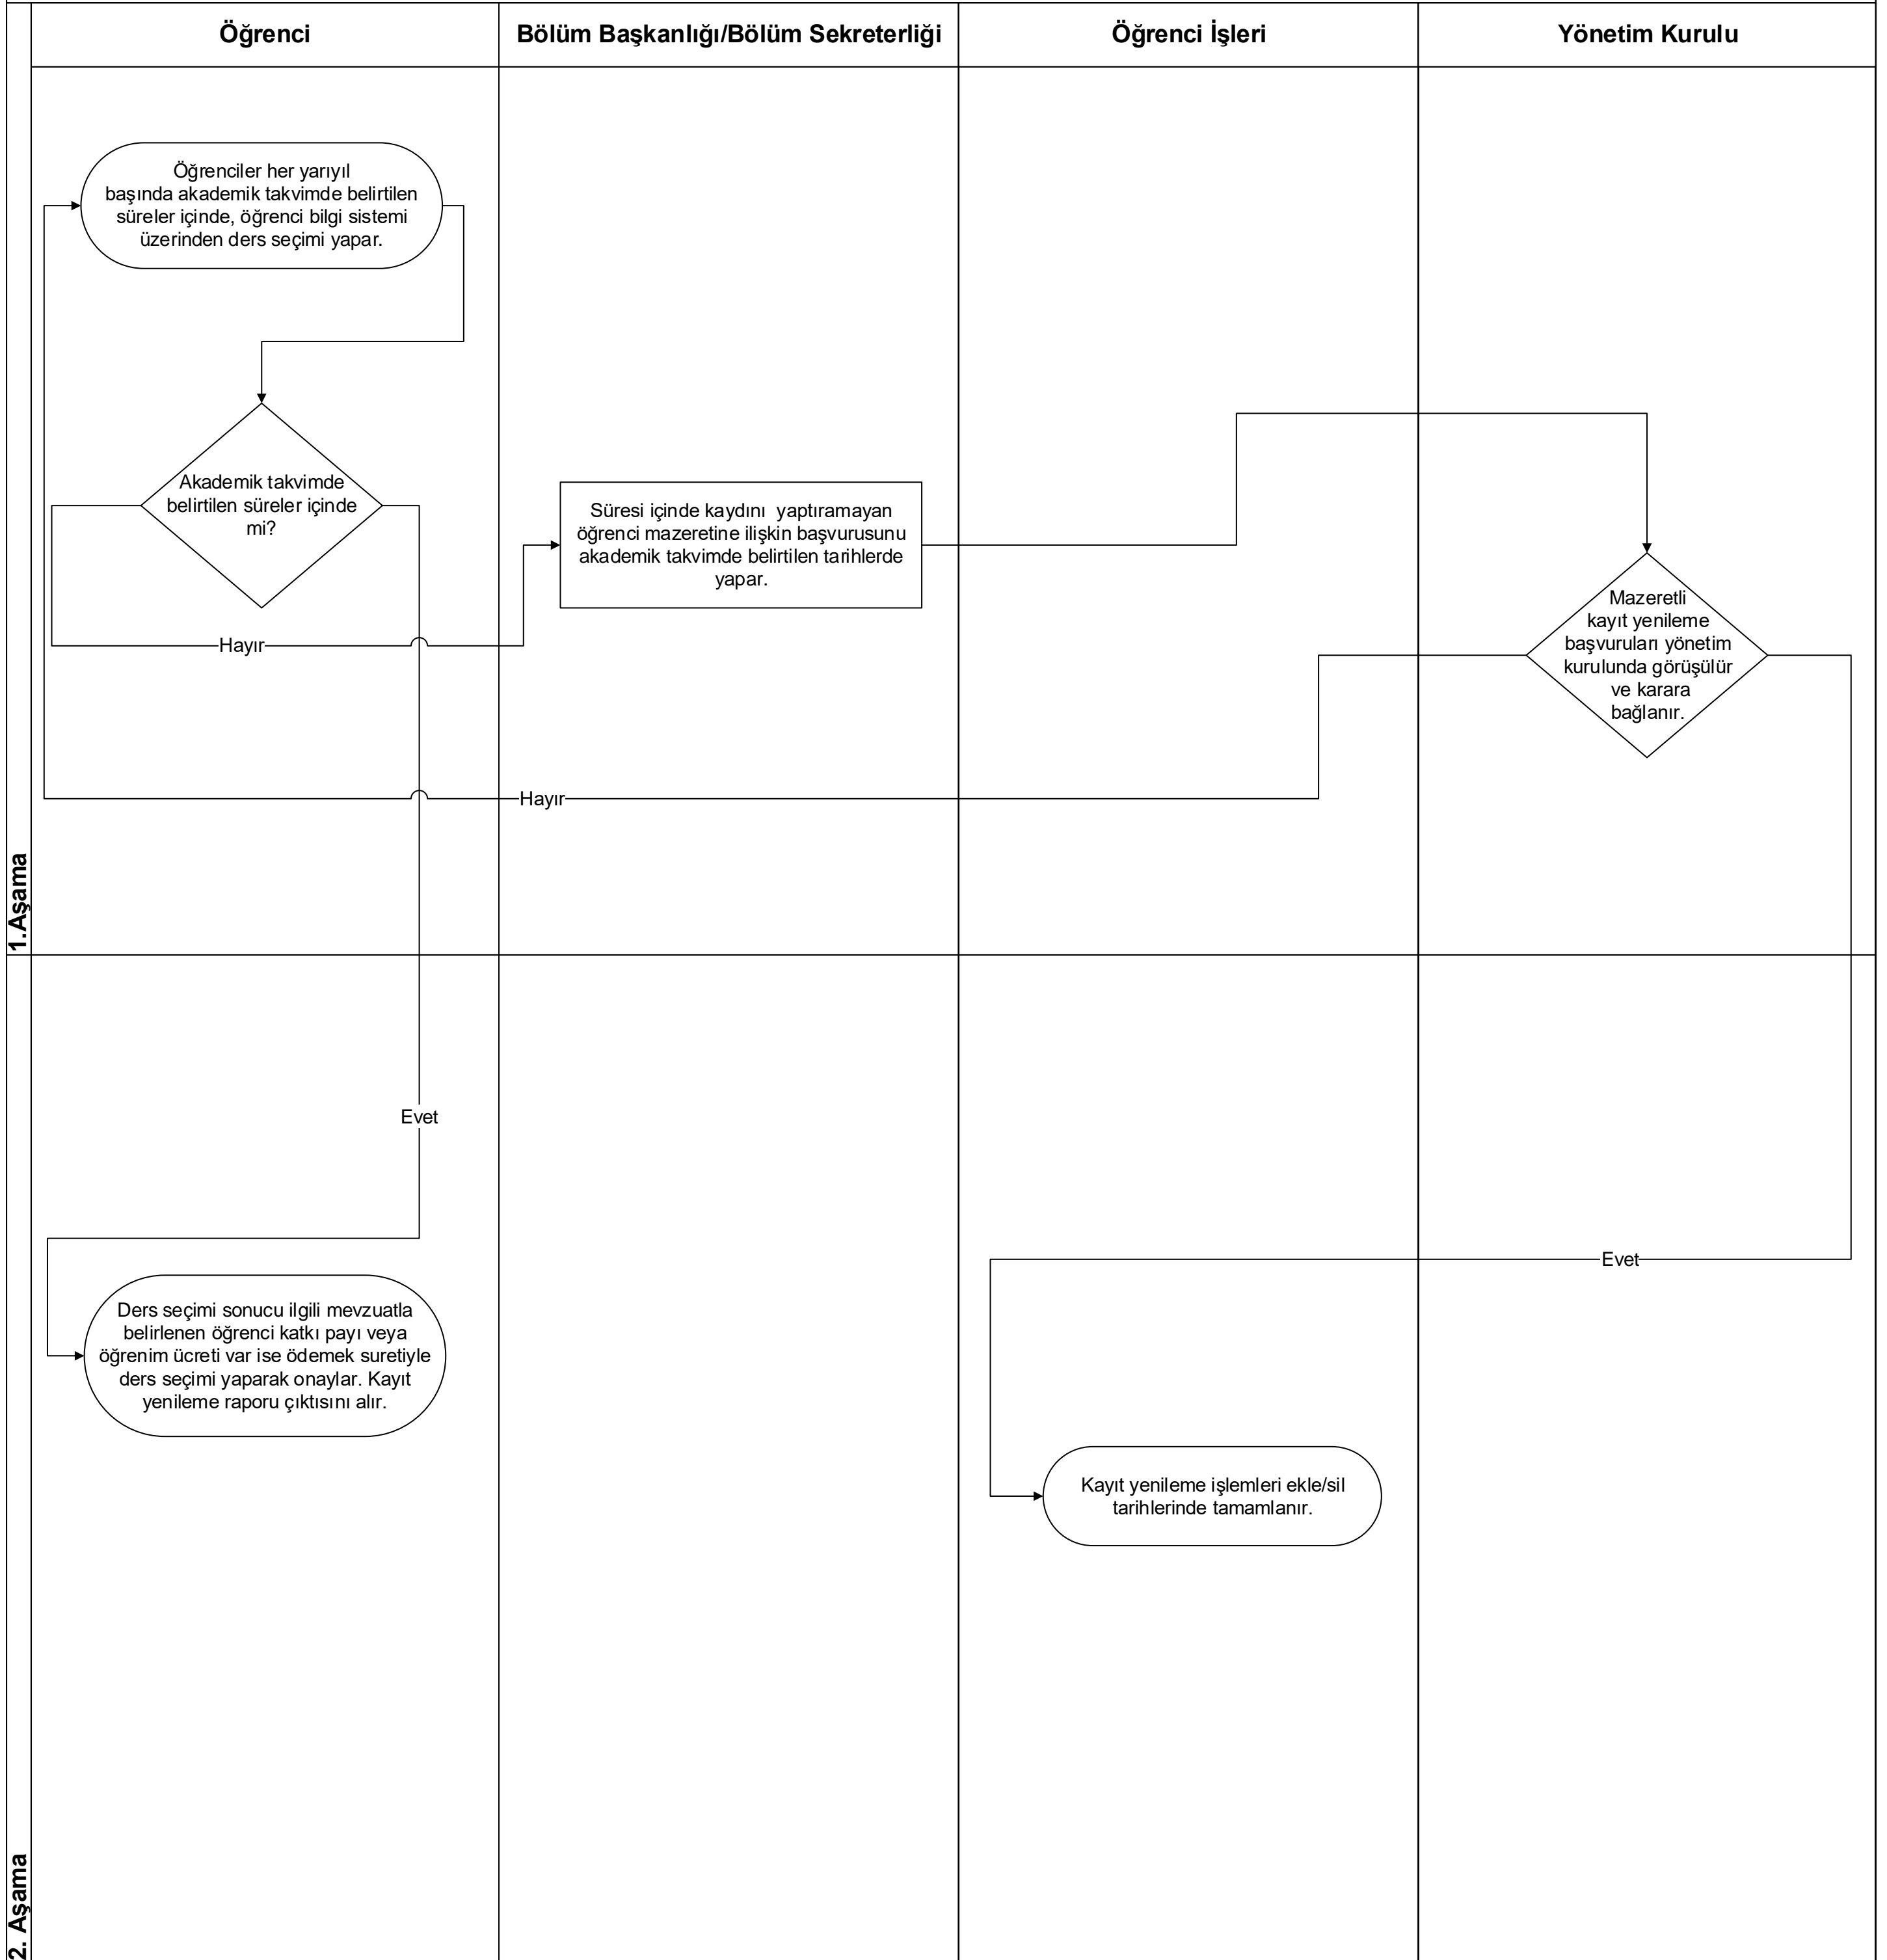 Öğrenci
Bölüm Başkanlığı/Bölüm Sekreterliği
Öğrenci İşleri
Yönetim Kurulu
1.Aşama
Öğrenciler her yarıyıl
başında akademik takvimde belirtilen
süreler içinde, öğrenci bilgi sistemi
üzerinden ders seçimi yapar.
Akademik takvimde
belirtilen süreler içinde
mi?
Hayır
Süresi içinde kaydını  yaptıramayan
öğrenci mazeretine ilişkin başvurusunu
akademik takvimde belirtilen tarihlerde
yapar.
Mazeretli
kayıt yenileme
başvuruları yönetim
kurulunda görüşülür
ve karara
bağlanır.
Hayır
2. Aşama
Evet
Evet
Ders seçimi sonucu ilgili mevzuatla
belirlenen öğrenci katkı payı veya
öğrenim ücreti var ise ödemek suretiyle
ders seçimi yaparak onaylar. Kayıt
yenileme raporu çıktısını alır.
Kayıt yenileme işlemleri ekle/sil
tarihlerinde tamamlanır.